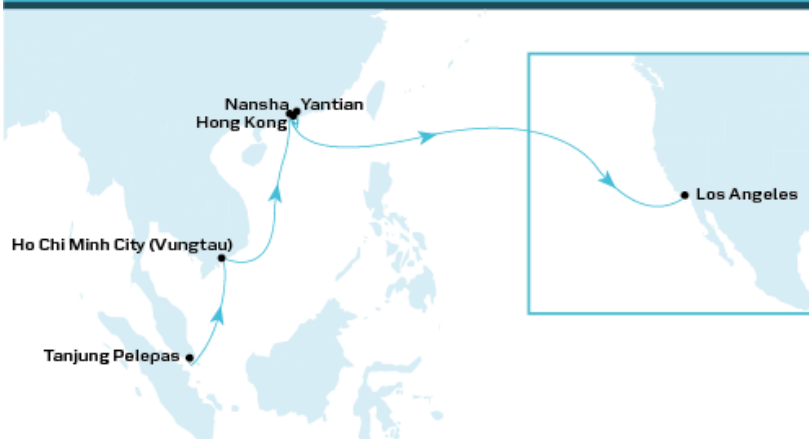 Nansha Yantian
Hong Kong
Los Angeles
Ho Chi Minh City (Vungtau)
Tanjung Pelepas